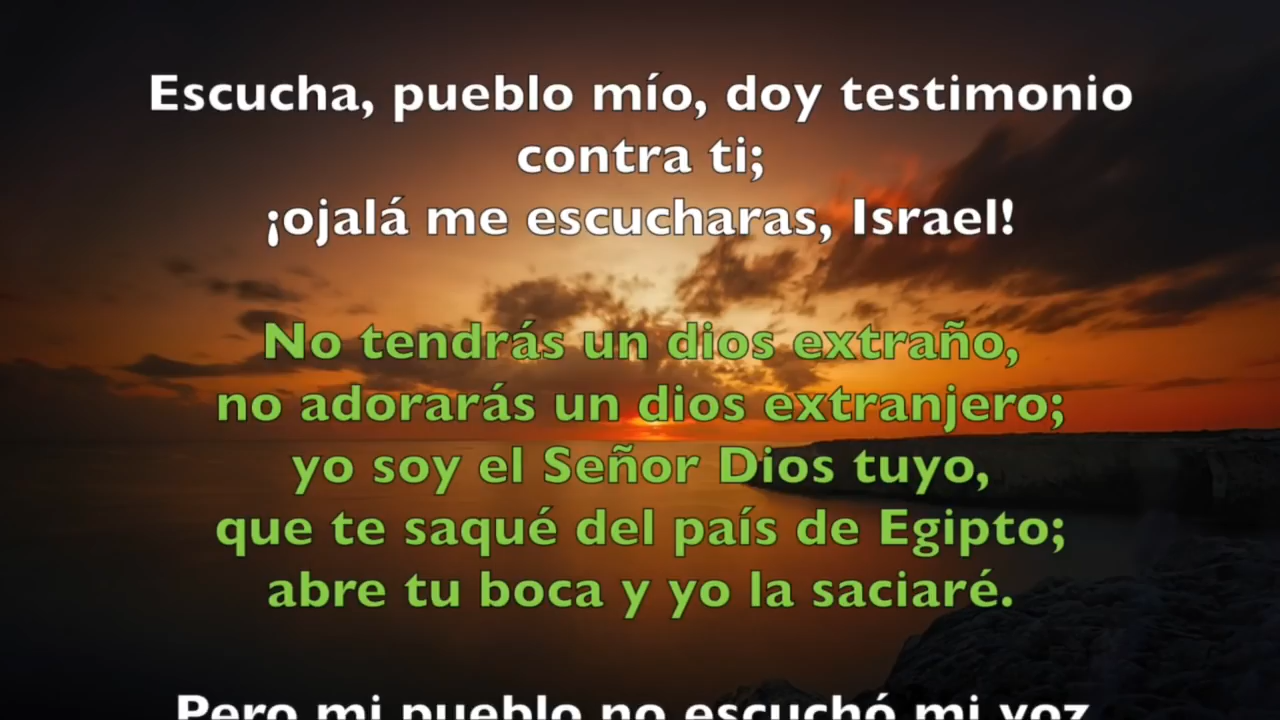 Escucha, pueblo mío, doy testimonio
contra ti;
¡ojalá me escucharas, Israel!
No tendrás un dios extraño,
no adorarás un dios extranjero;
yo soy el Señor Dios tuyo,
que te saqué del país de Egipto;
abre tu boca y yo la saciaré.
Pero mi pueblo no escuchó mi voz